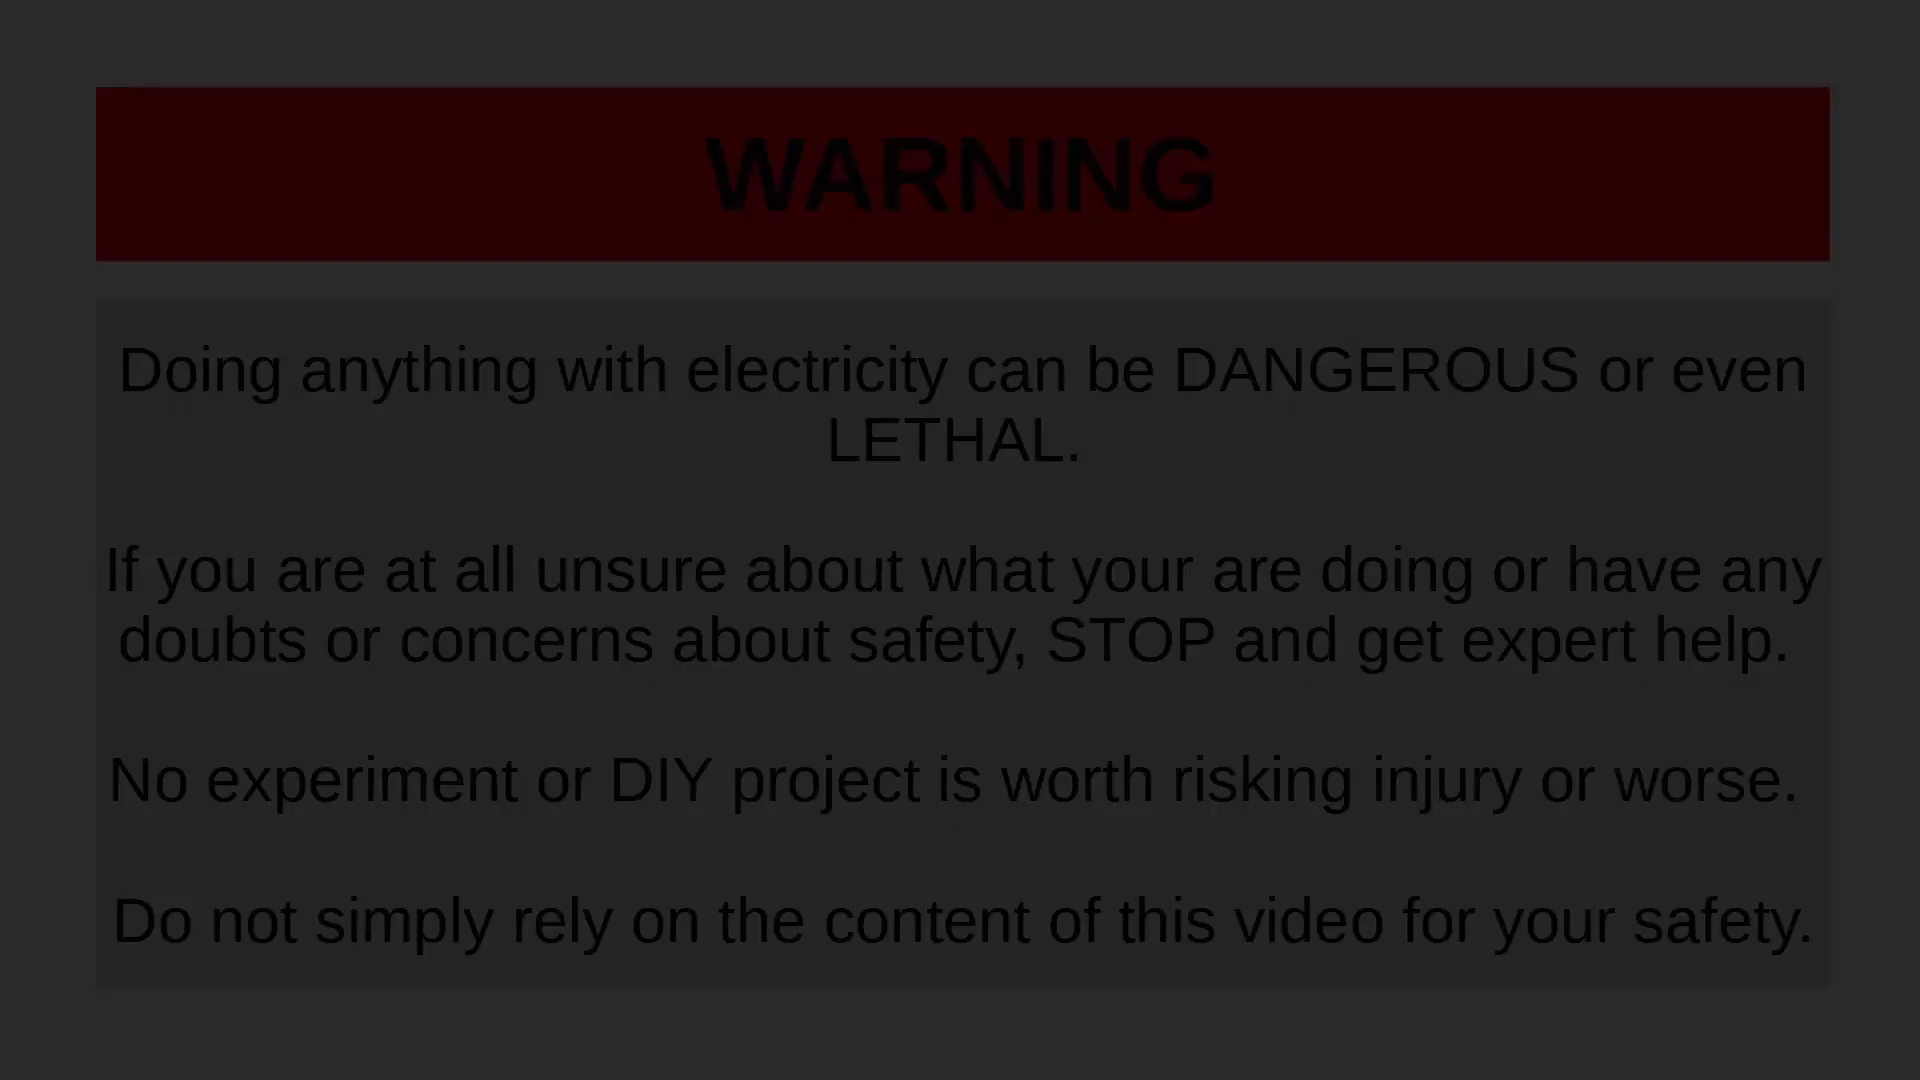 WARNING
Doing anything with electricity can be DANGEROUS or even
LETHAL.
If you are at all unsure about what your are doing or have any
doubts or concerns about safety, STOP and get expert help.
No experiment or DIY project is worth risking injury or worse.
Do not simply rely on the content of this video for your safety.